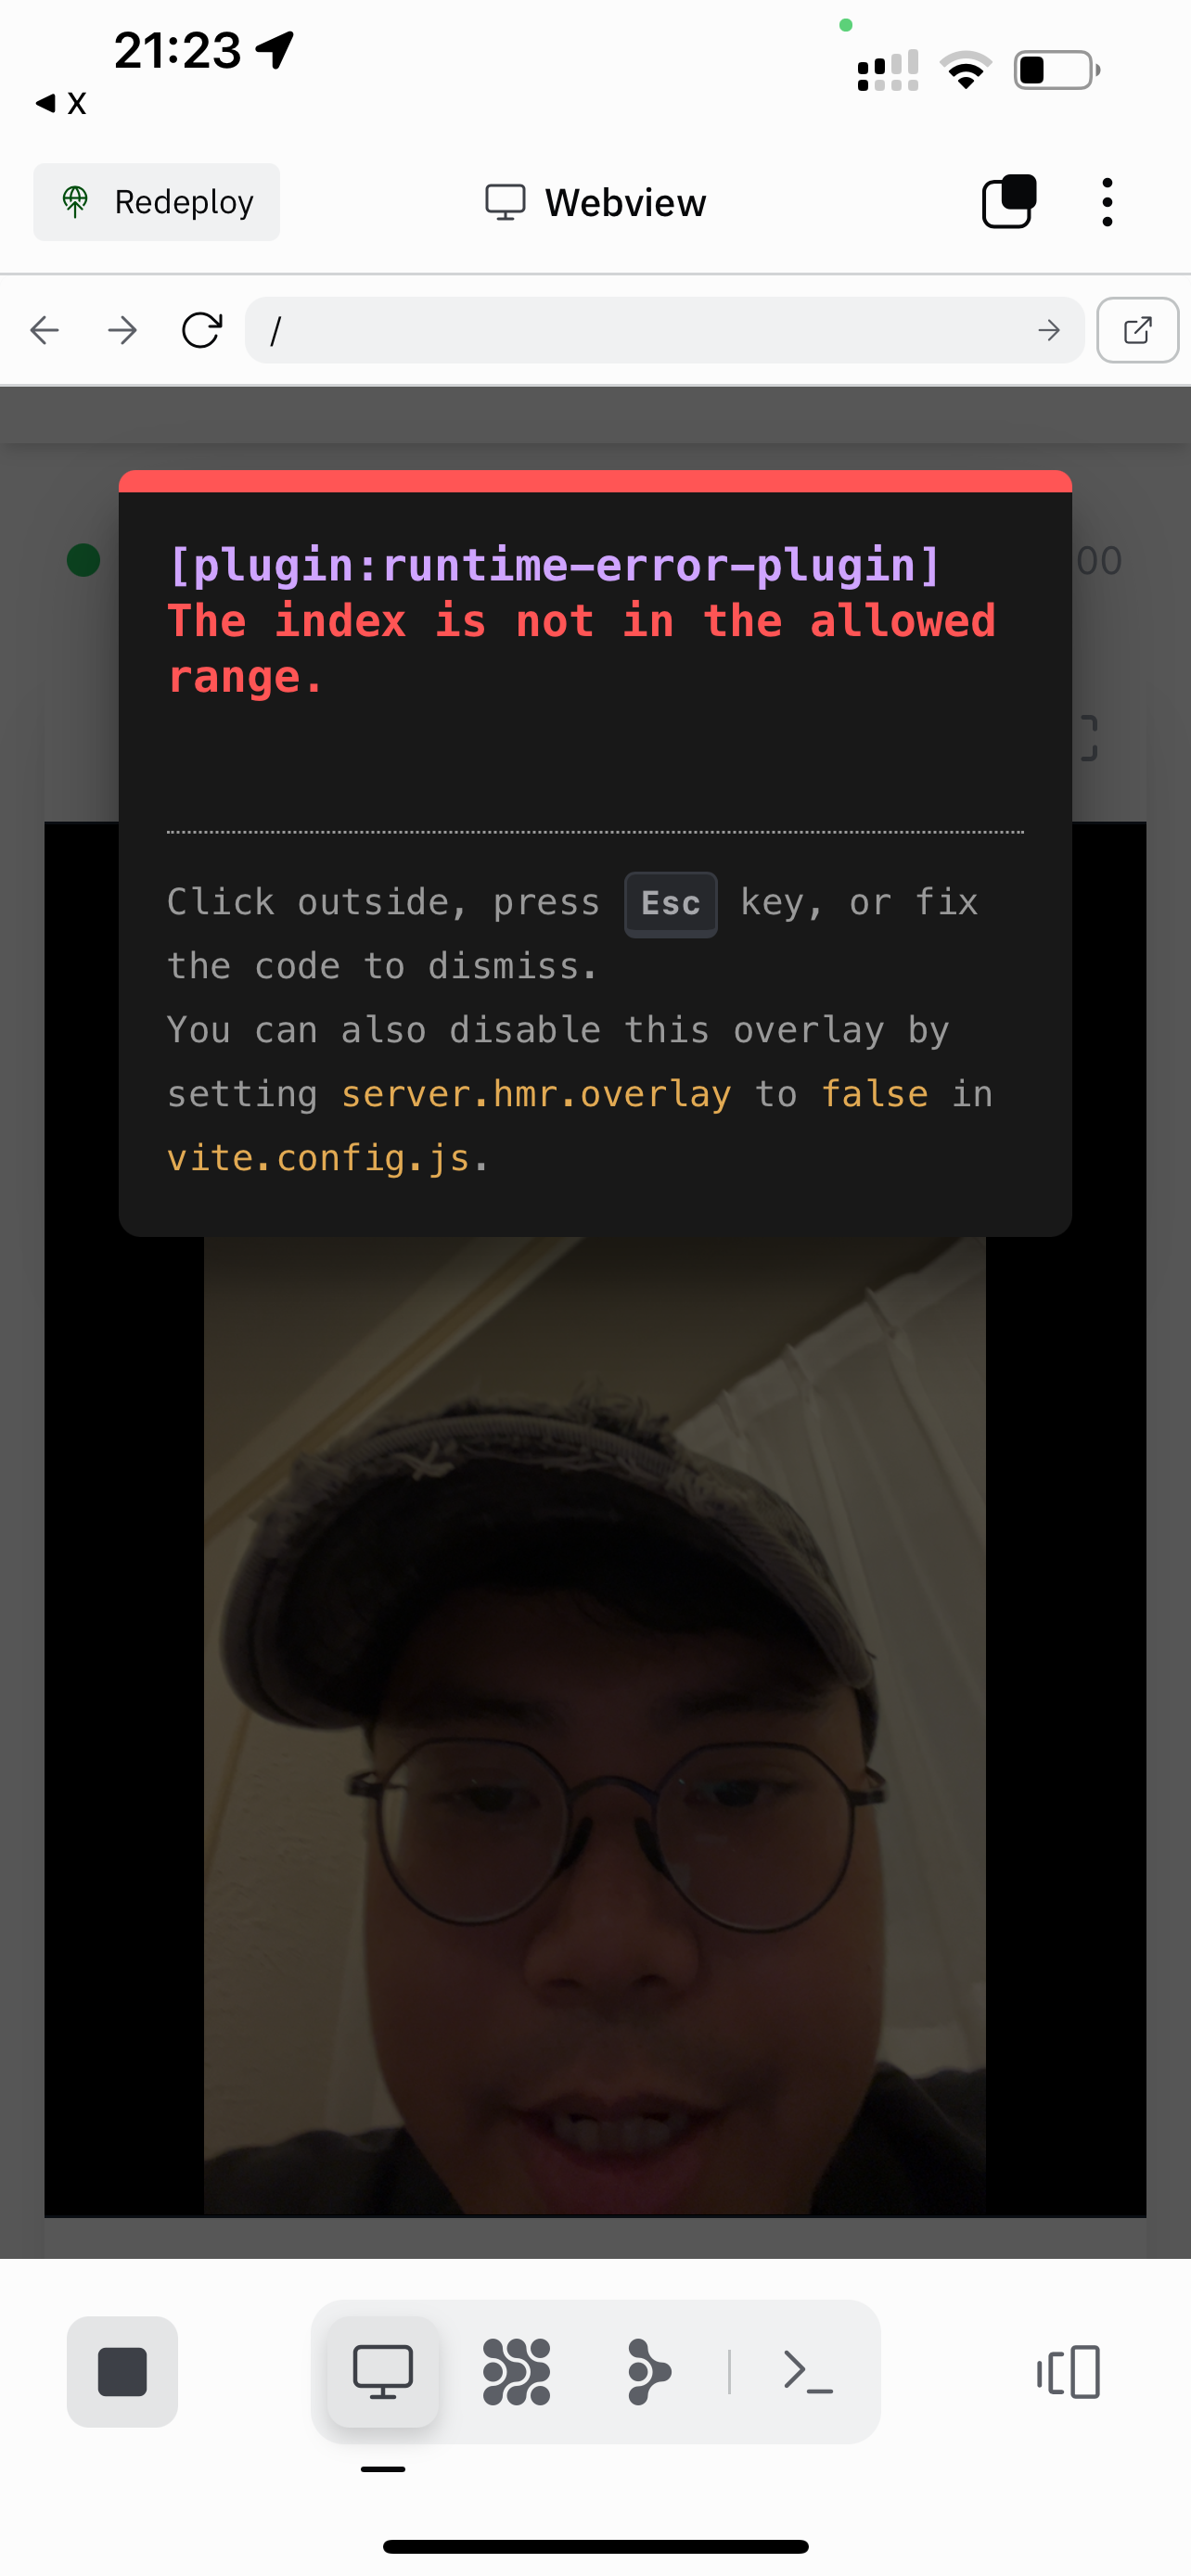 21:23
◀ X
Redeploy
Webview
/
00
[plugin:runtime-error-plugin]
The index is not in the allowed
range.
Click outside, press Esc key, or fix
the code to dismiss.
You can also disable this overlay by
setting server.hmr.overlay to false in
vite.config.js.